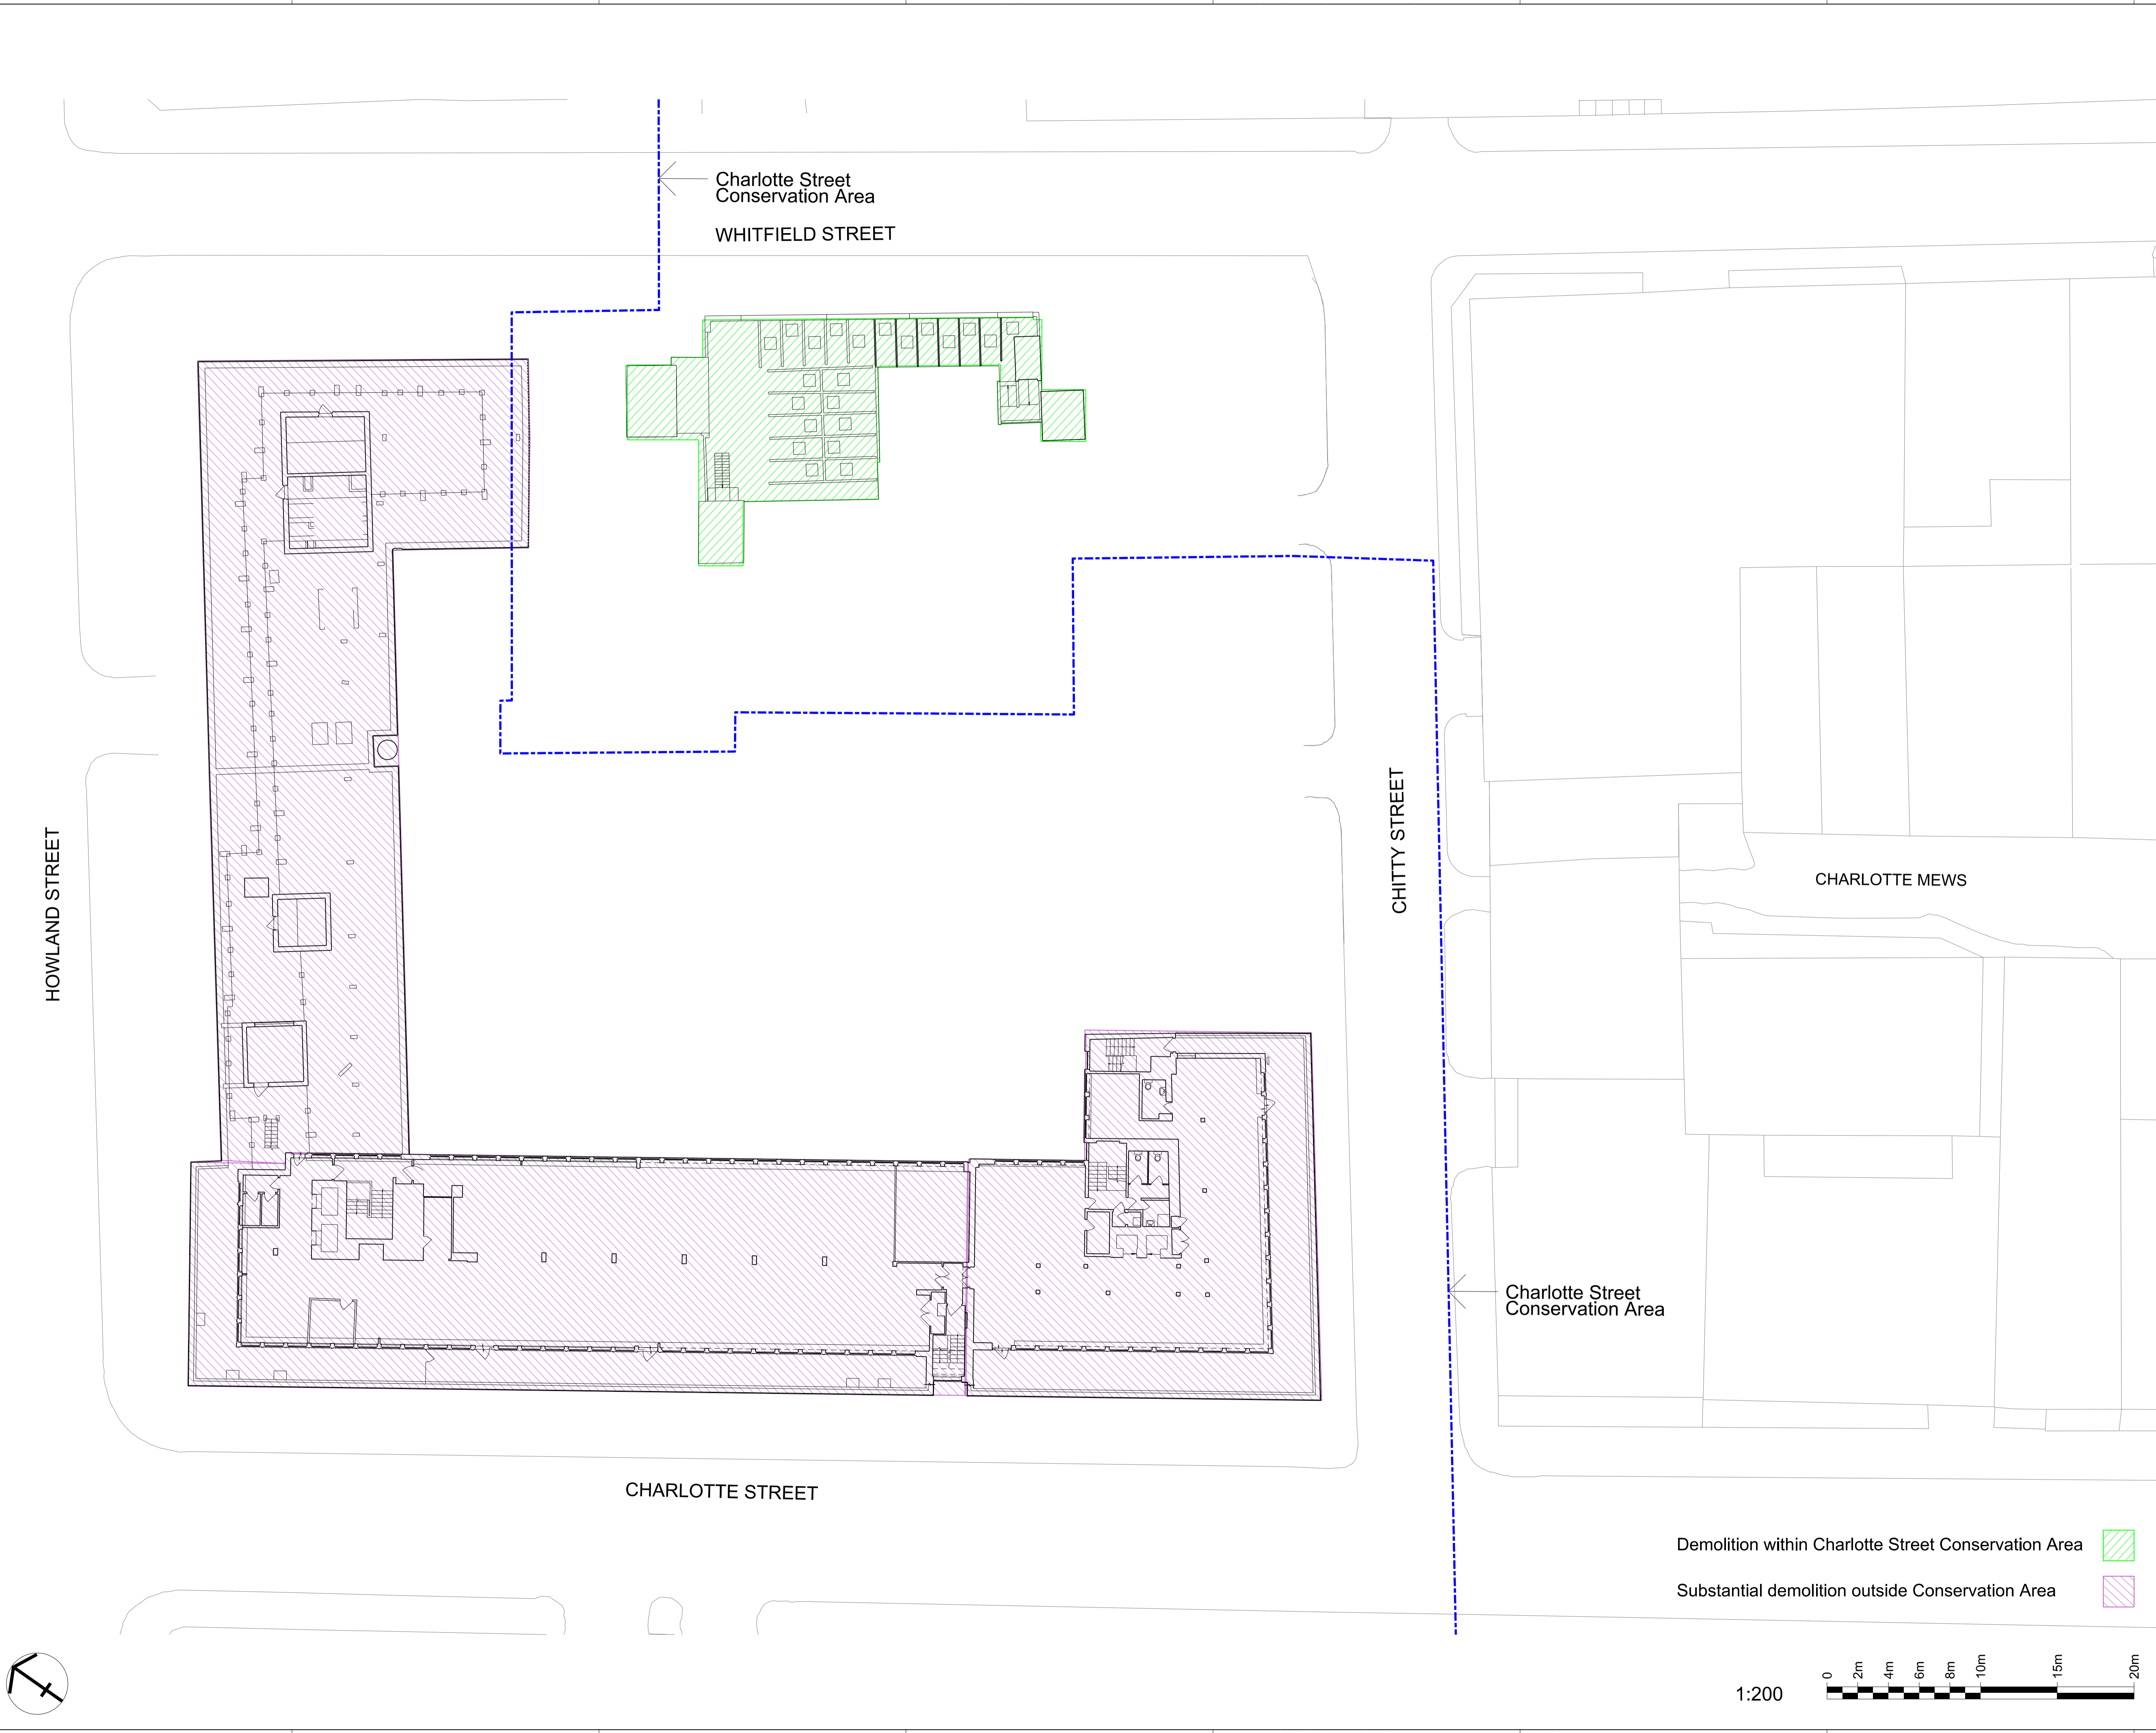 Charlotte Street
Conservation Area
WHITFIELD STREET
HOWLAND STREET
CHITTY STREET
CHARLOTTE MEWS
Charlotte Street
Conservation Area
CHARLOTTE STREET
Demolition within Charlotte Street Conservation Area
Substantial demolition outside Conservation Area
1:200
0 2m 4m 6m 8m 10m 15m 20m